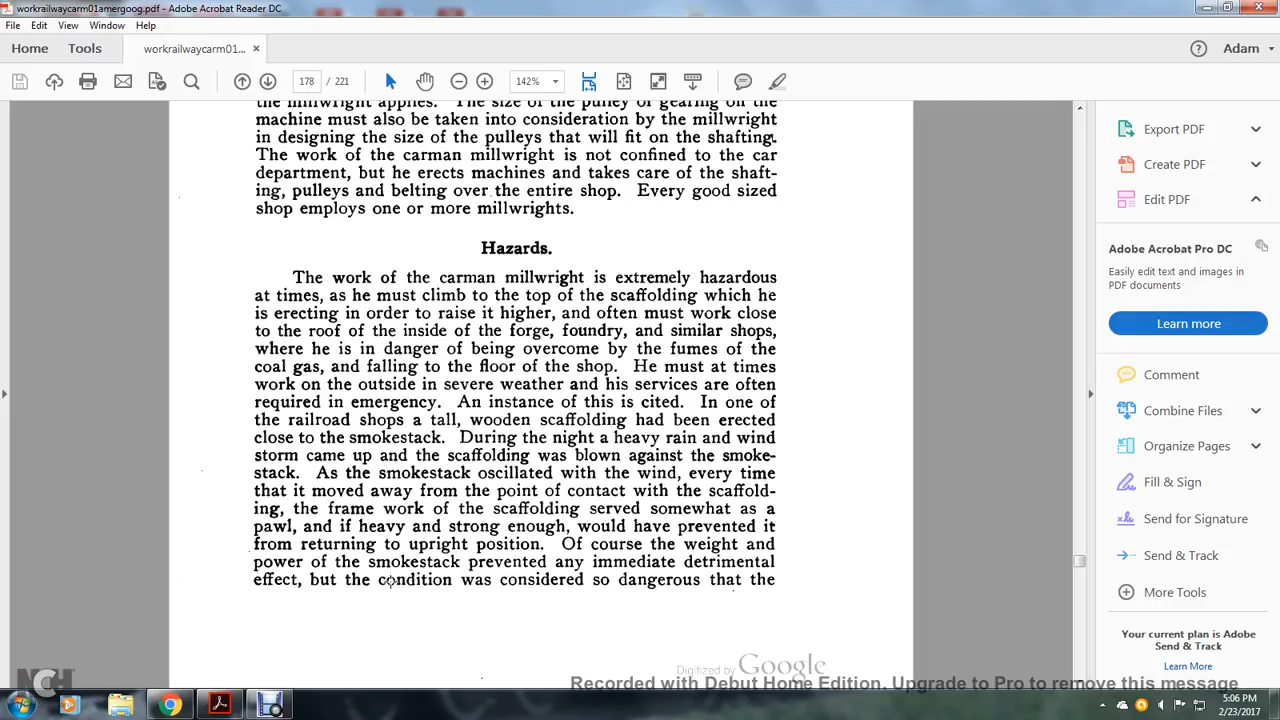 workrailwaycarm01amergoog.pdf - Adobe Acrobat Reader DC
File Edit View Window Help
Home Tools workrailwaycarm01... × Adam
178 / 221 142%
the millwright applies. The size of the pulley or gearing on the
machine must also be taken into consideration by the millwright
in designing the size of the pulleys that will fit on the shafting.
The work of the carman millwright is not confined to the car
department, but he erects machines and takes care of the shaft-
ing, pulleys and belting over the entire shop. Every good sized
shop employs one or more millwrights.
Hazards.
The work of the carman millwright is extremely hazardous
at times, as he must climb to the top of the scaffolding which he
is erecting in order to raise it higher, and often must work close
to the roof of the inside of the forge, foundry, and similar shops,
where he is in danger of being overcome by the fumes of the
coal gas, and falling to the floor of the shop. He must at times
work on the outside in severe weather and his services are often
required in emergency. An instance of this is cited. In one of
the railroad shops a tall, wooden scaffolding had been erected
close to the smokestack. During the night a heavy rain and wind
storm came up and the scaffolding was blown against the smoke-
stack. As the smokestack oscillated with the wind, every time
that it moved away from the point of contact with the scaffold-
ing, the frame work of the scaffolding served somewhat as a
pawl, and if heavy and strong enough, would have prevented it
from returning to upright position. Of course the weight and
power of the smokestack prevented any immediate detrimental
effect, but the condition was considered so dangerous that the
Digitized by Google
Export PDF
Create PDF
Edit PDF
Adobe Acrobat Pro DC
Easily edit text and images in
PDF documents
Learn more
Comment
Combine Files
Organize Pages
Fill & Sign
Send for Signature
Send & Track
More Tools
Your current plan is Adobe
Send & Track
Learn More
NCH
Recorded with Debut Home Edition. Upgrade to Pro to remove this message
5:06 PM
2/23/2017